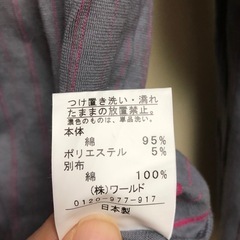 つけ置き洗い・濡れ
たままの放置禁止。
濃色のものは、単品洗い。
本体
綿 95%
ポリエステル 5%
別布
綿 100%
(株)ワールド
0120-977-917
日本製